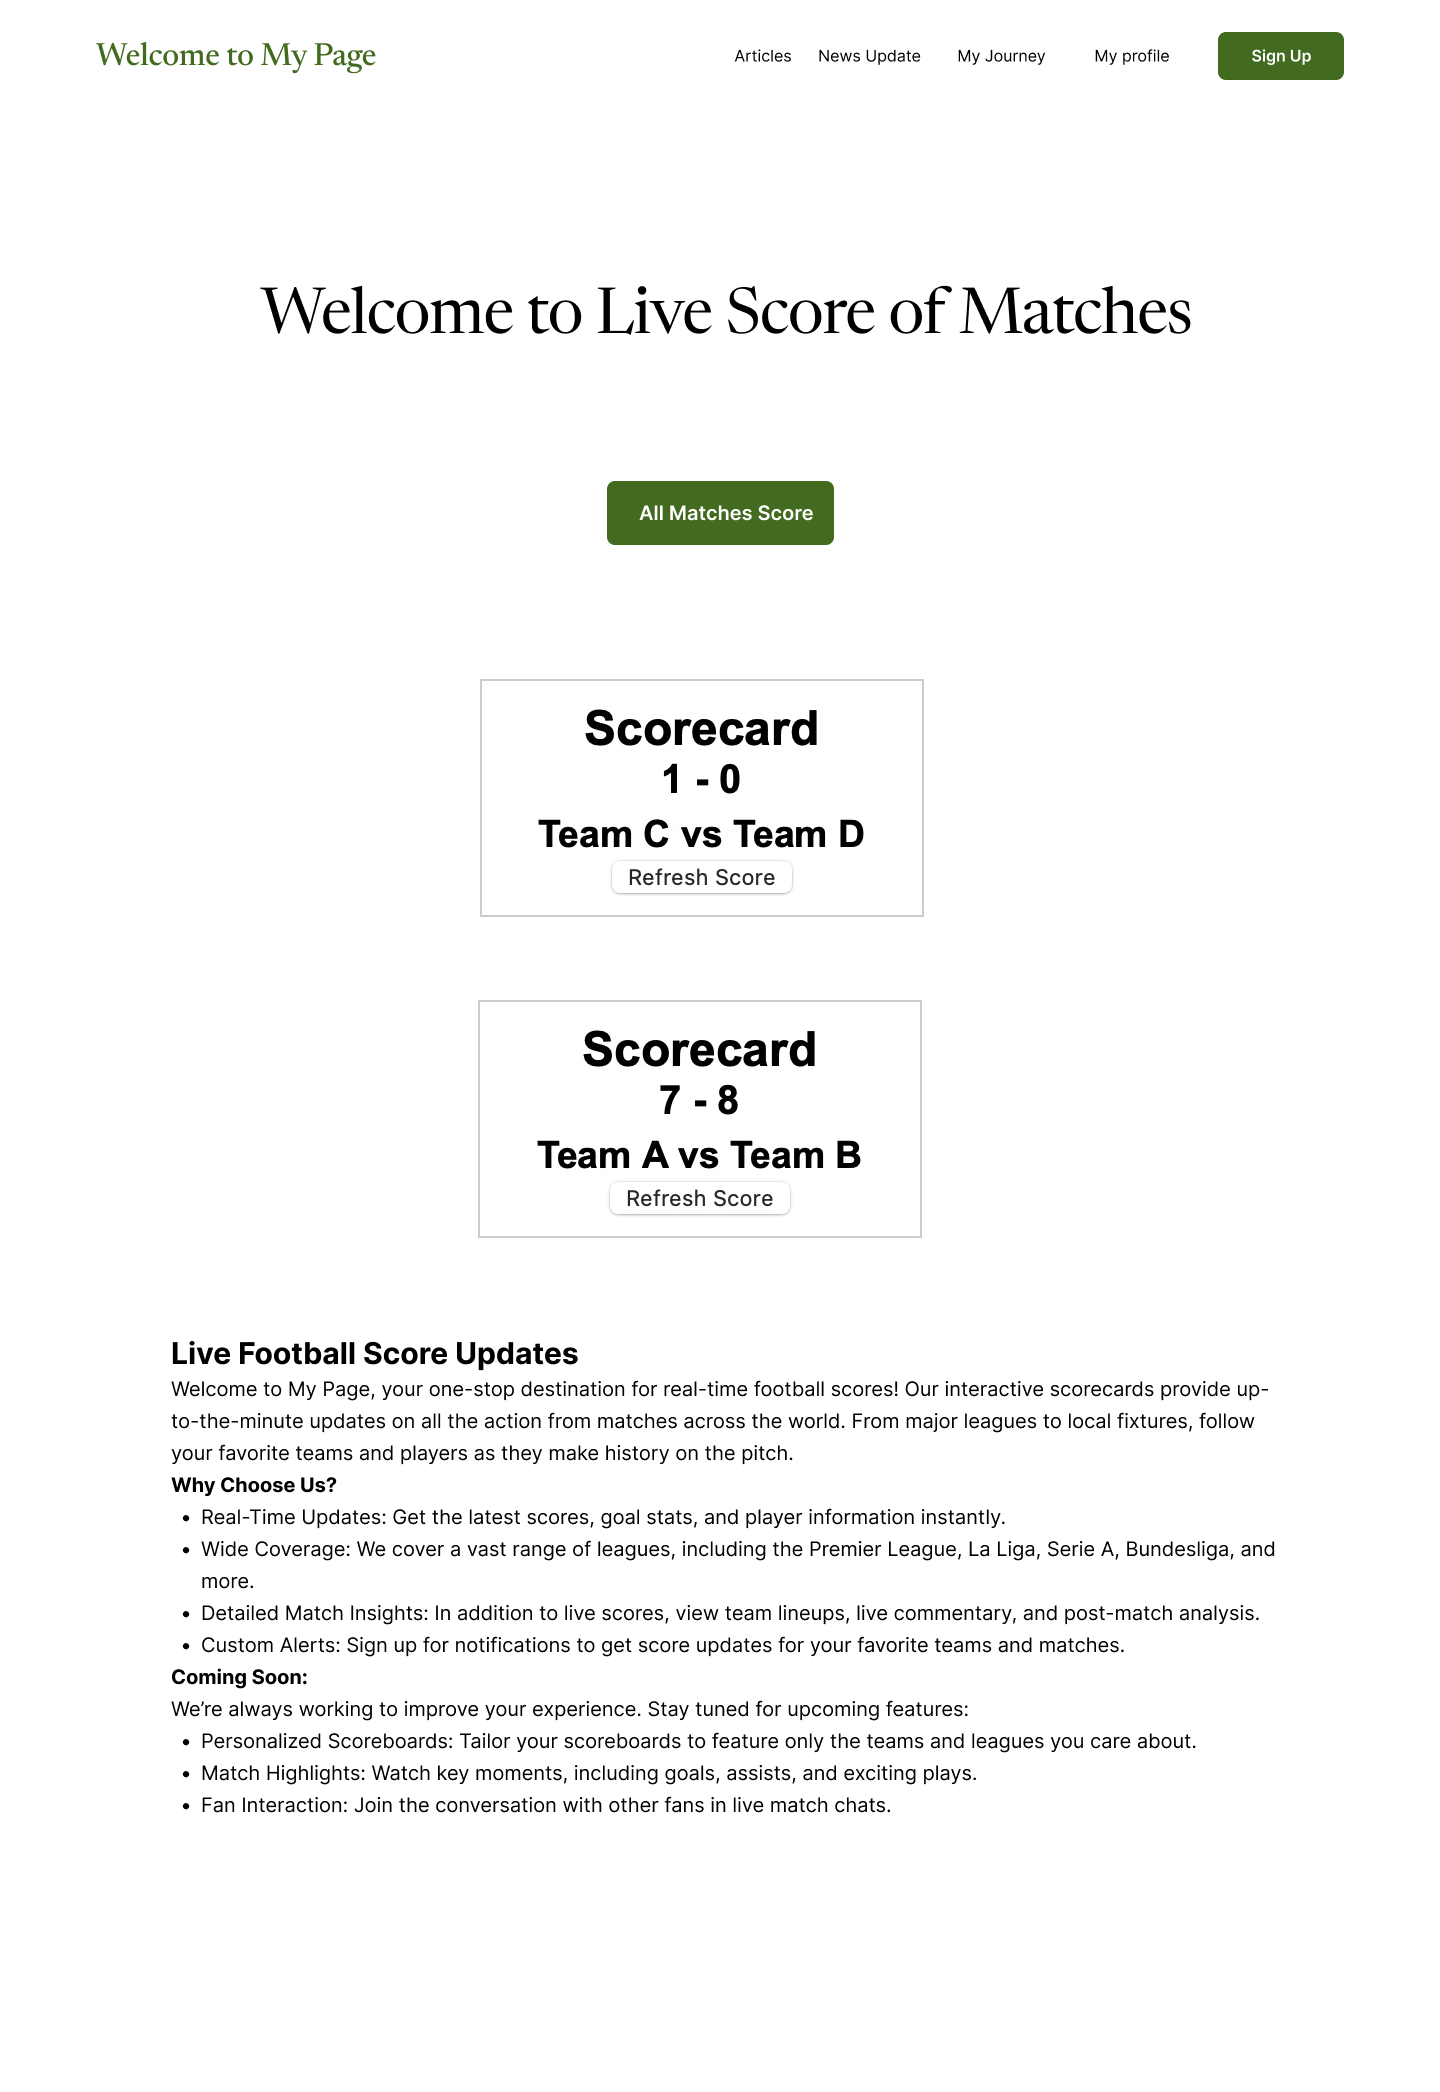 Welcome to My Page
Articles
News Update
My Journey
My profile
Sign Up
Welcome to Live Score of Matches
All Matches Score
Scorecard
1 - 0
Team C vs Team D
Refresh Score
Scorecard
7 - 8
Team A vs Team B
Refresh Score
Live Football Score Updates
Welcome to My Page, your one-stop destination for real-time football scores! Our interactive scorecards provide up-
to-the-minute updates on all the action from matches across the world. From major leagues to local fixtures, follow
your favorite teams and players as they make history on the pitch.
Why Choose Us?
• Real-Time Updates: Get the latest scores, goal stats, and player information instantly.
• Wide Coverage: We cover a vast range of leagues, including the Premier League, La Liga, Serie A, Bundesliga, and
more.
• Detailed Match Insights: In addition to live scores, view team lineups, live commentary, and post-match analysis.
• Custom Alerts: Sign up for notifications to get score updates for your favorite teams and matches.
Coming Soon:
We’re always working to improve your experience. Stay tuned for upcoming features:
• Personalized Scoreboards: Tailor your scoreboards to feature only the teams and leagues you care about.
• Match Highlights: Watch key moments, including goals, assists, and exciting plays.
• Fan Interaction: Join the conversation with other fans in live match chats.